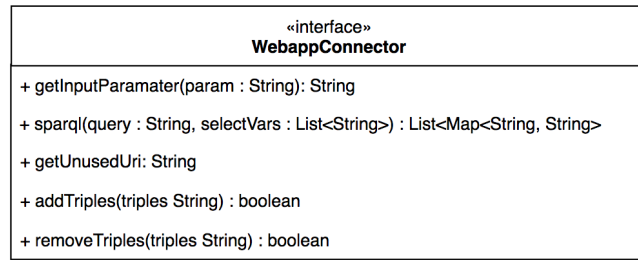 «interface»
WebappConnector
+ getInputParamater(param : String): String
+ sparql(query : String, selectVars : List<String>) : List<Map<String, String>
+ getUnusedUri: String
+ addTriples(triples String) : boolean
+ removeTriples(triples String) : boolean